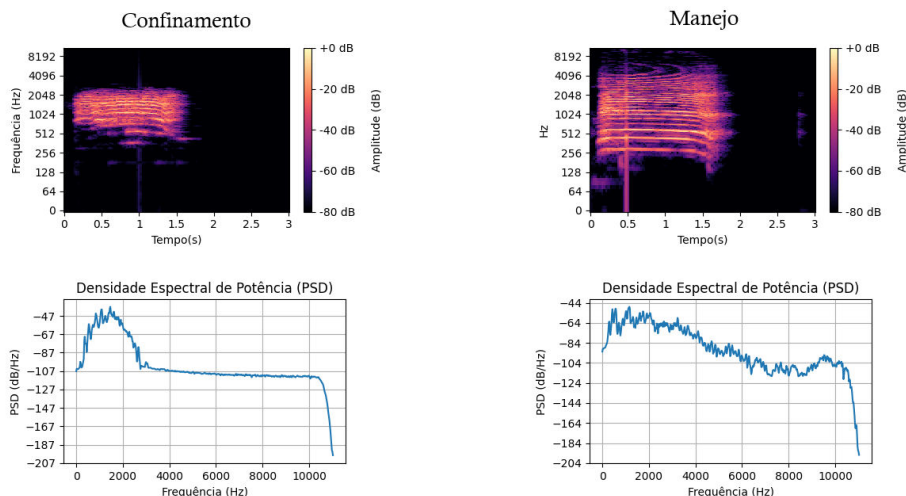 Confinamento
Manejo
8192
4096
2048
1024
512
256
128
64
0
Frequência (Hz)
0
0.5
1
1.5
2
2.5
3
Tempo(s)
+0 dB
-20 dB
-40 dB
-60 dB
-80 dB
Amplitude (dB)
8192
4096
2048
1024
512
256
128
64
0
Hz
0
0.5
1
1.5
2
2.5
3
Tempo(s)
+0 dB
-20 dB
-40 dB
-60 dB
-80 dB
Amplitude (dB)
Densidade Espectral de Potência (PSD)
−47
−67
−87
−107
−127
−147
−167
−187
−207
PSD (dB/Hz)
0
2000
4000
6000
8000
10000
Frequência (Hz)
Densidade Espectral de Potência (PSD)
−44
−64
−84
−104
−124
−144
−164
−184
−204
PSD (dB/Hz)
0
2000
4000
6000
8000
10000
Frequência (Hz)